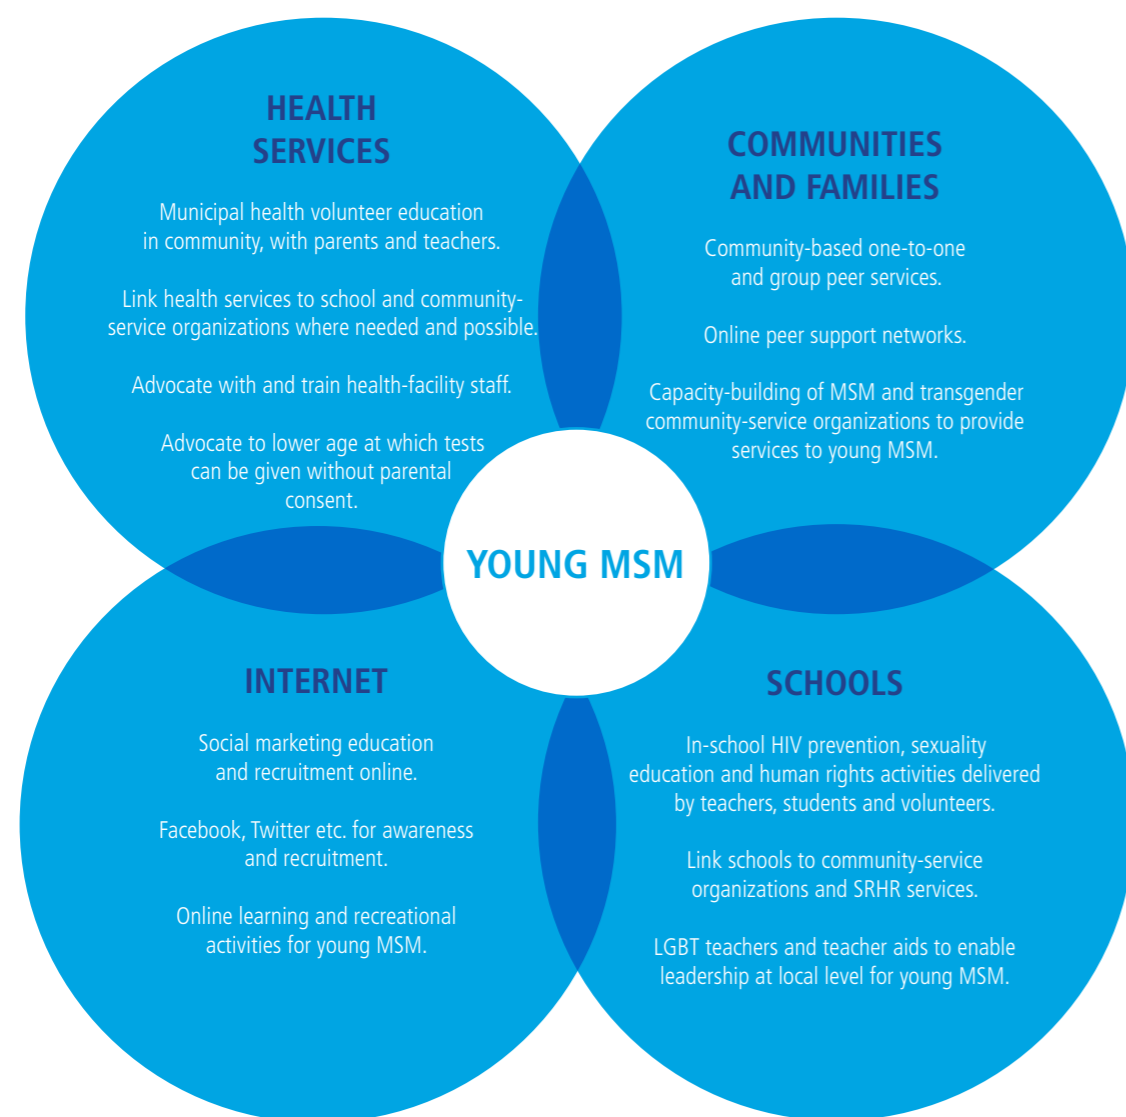 HEALTH
SERVICES
Municipal health volunteer education
in community, with parents and teachers.
Link health services to school and community-
service organizations where needed and possible.
Advocate with and train health-facility staff.
Advocate to lower age at which tests
can be given without parental
consent.
COMMUNITIES
AND FAMILIES
Community-based one-to-one
and group peer services.
Online peer support networks.
Capacity-building of MSM and transgender
community-service organizations to provide
services to young MSM.
YOUNG MSM
INTERNET
Social marketing education
and recruitment online.
Facebook, Twitter etc. for awareness
and recruitment.
Online learning and recreational
activities for young MSM.
SCHOOLS
In-school HIV prevention, sexuality
education and human rights activities delivered
by teachers, students and volunteers.
Link schools to community-service
organizations and SRHR services.
LGBT teachers and teacher aids to enable
leadership at local level for young MSM.